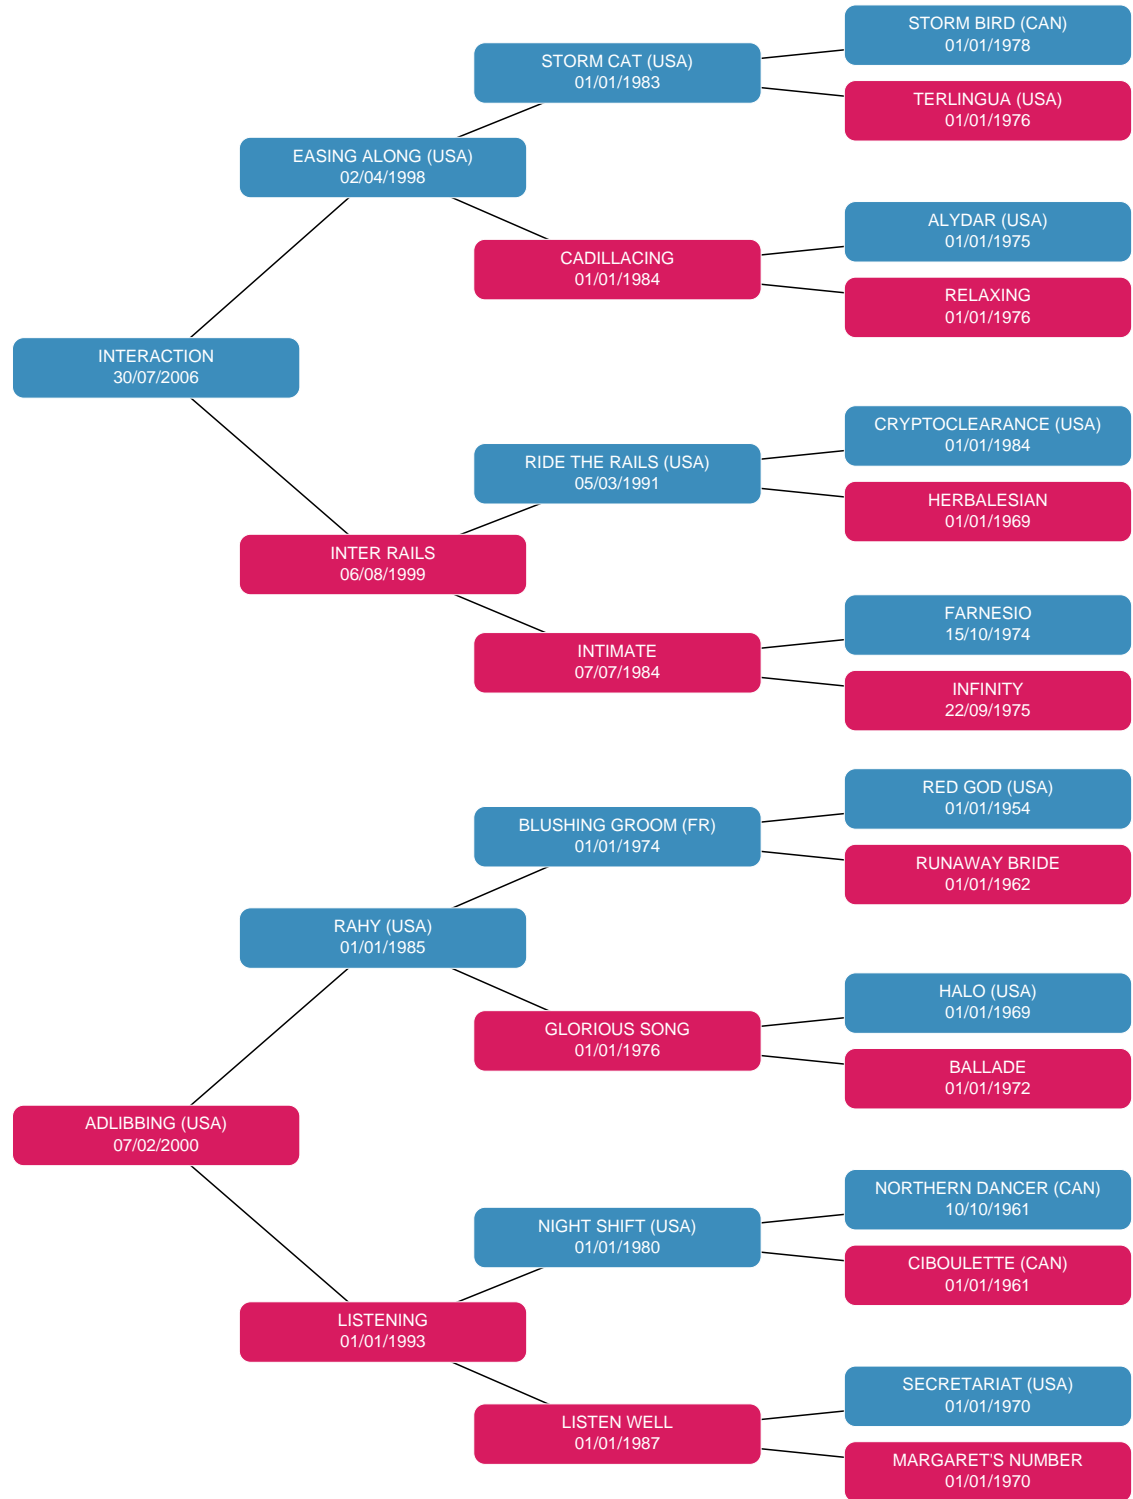 STORM BIRD (CAN)
01/01/1978
STORM CAT (USA)
01/01/1983
TERLINGUA (USA)
01/01/1976
EASING ALONG (USA)
02/04/1998
ALYDAR (USA)
01/01/1975
CADILLACING
01/01/1984
RELAXING
01/01/1976
INTERACTION
30/07/2006
CRYPTOCLEARANCE (USA)
01/01/1984
RIDE THE RAILS (USA)
05/03/1991
HERBALESIAN
01/01/1969
INTER RAILS
06/08/1999
FARNESIO
15/10/1974
INTIMATE
07/07/1984
INFINITY
22/09/1975
RED GOD (USA)
01/01/1954
BLUSHING GROOM (FR)
01/01/1974
RUNAWAY BRIDE
01/01/1962
RAHY (USA)
01/01/1985
HALO (USA)
01/01/1969
GLORIOUS SONG
01/01/1976
BALLADE
01/01/1972
ADLIBBING (USA)
07/02/2000
NORTHERN DANCER (CAN)
10/10/1961
NIGHT SHIFT (USA)
01/01/1980
CIBOULETTE (CAN)
01/01/1961
LISTENING
01/01/1993
SECRETARIAT (USA)
01/01/1970
LISTEN WELL
01/01/1987
MARGARET'S NUMBER
01/01/1970